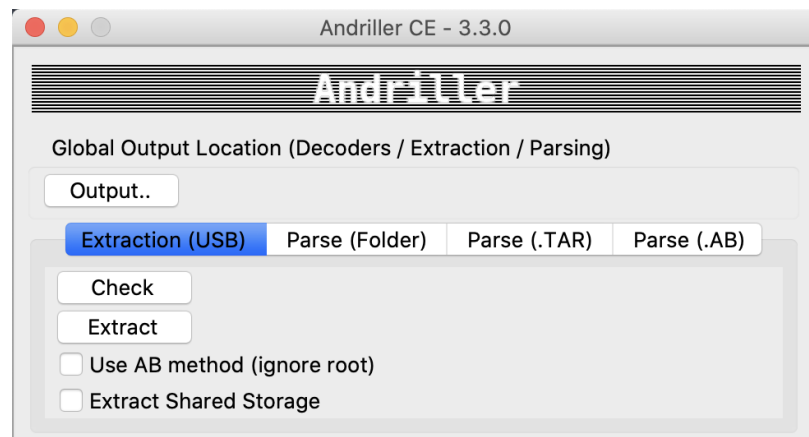 Andriller CE - 3.3.0
Andriller
Global Output Location (Decoders / Extraction / Parsing)
Output..
Extraction (USB) Parse (Folder) Parse (.TAR) Parse (.AB)
Check
Extract
Use AB method (ignore root)
Extract Shared Storage